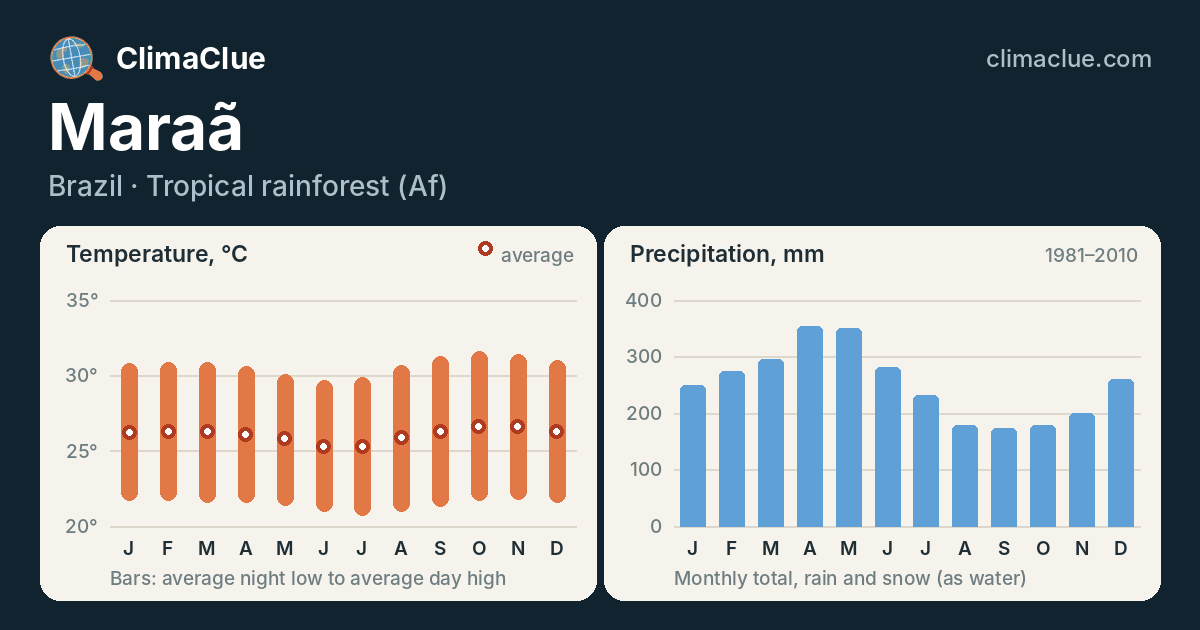 ClimaClue
climaclue.com
Maraã
Brazil · Tropical rainforest (Af)
Temperature, °C
average
35°
30°
25°
20°
J F M A M J J A S O N D
Bars: average night low to average day high
Precipitation, mm
1981–2010
400
300
200
100
0
J F M A M J J A S O N D
Monthly total, rain and snow (as water)